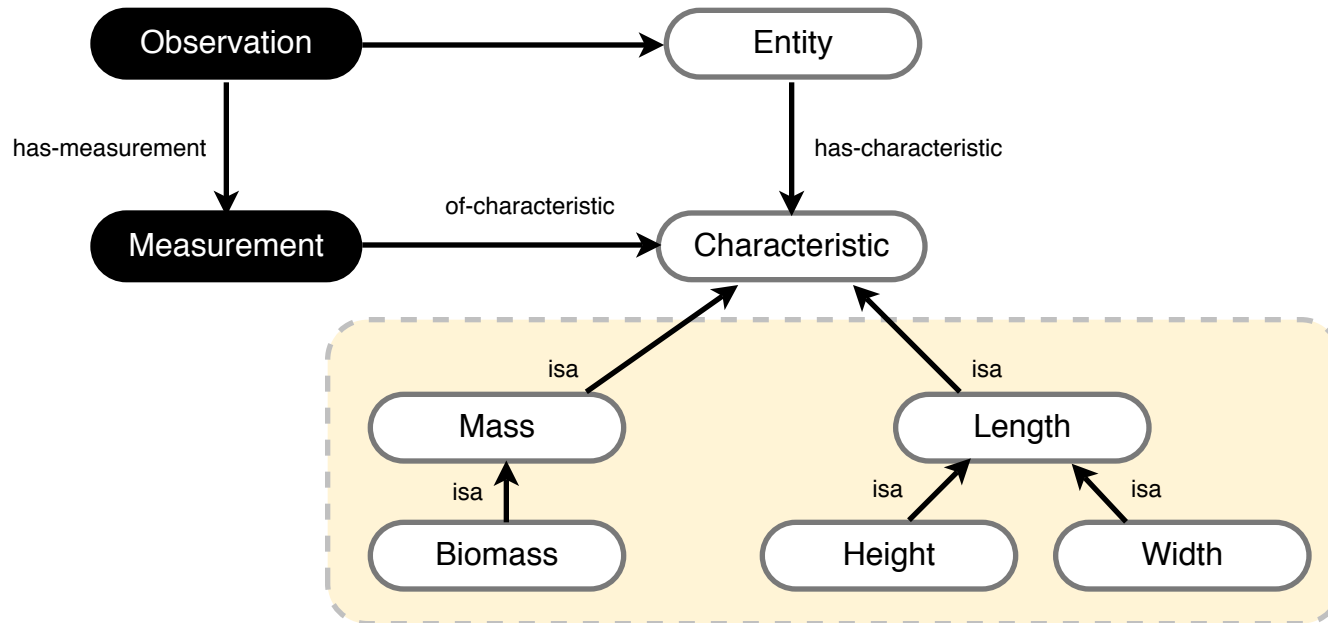 Observation
Entity
has-measurement
has-characteristic
of-characteristic
Measurement
Characteristic
isa
isa
Mass
Length
isa
isa
isa
Biomass
Height
Width